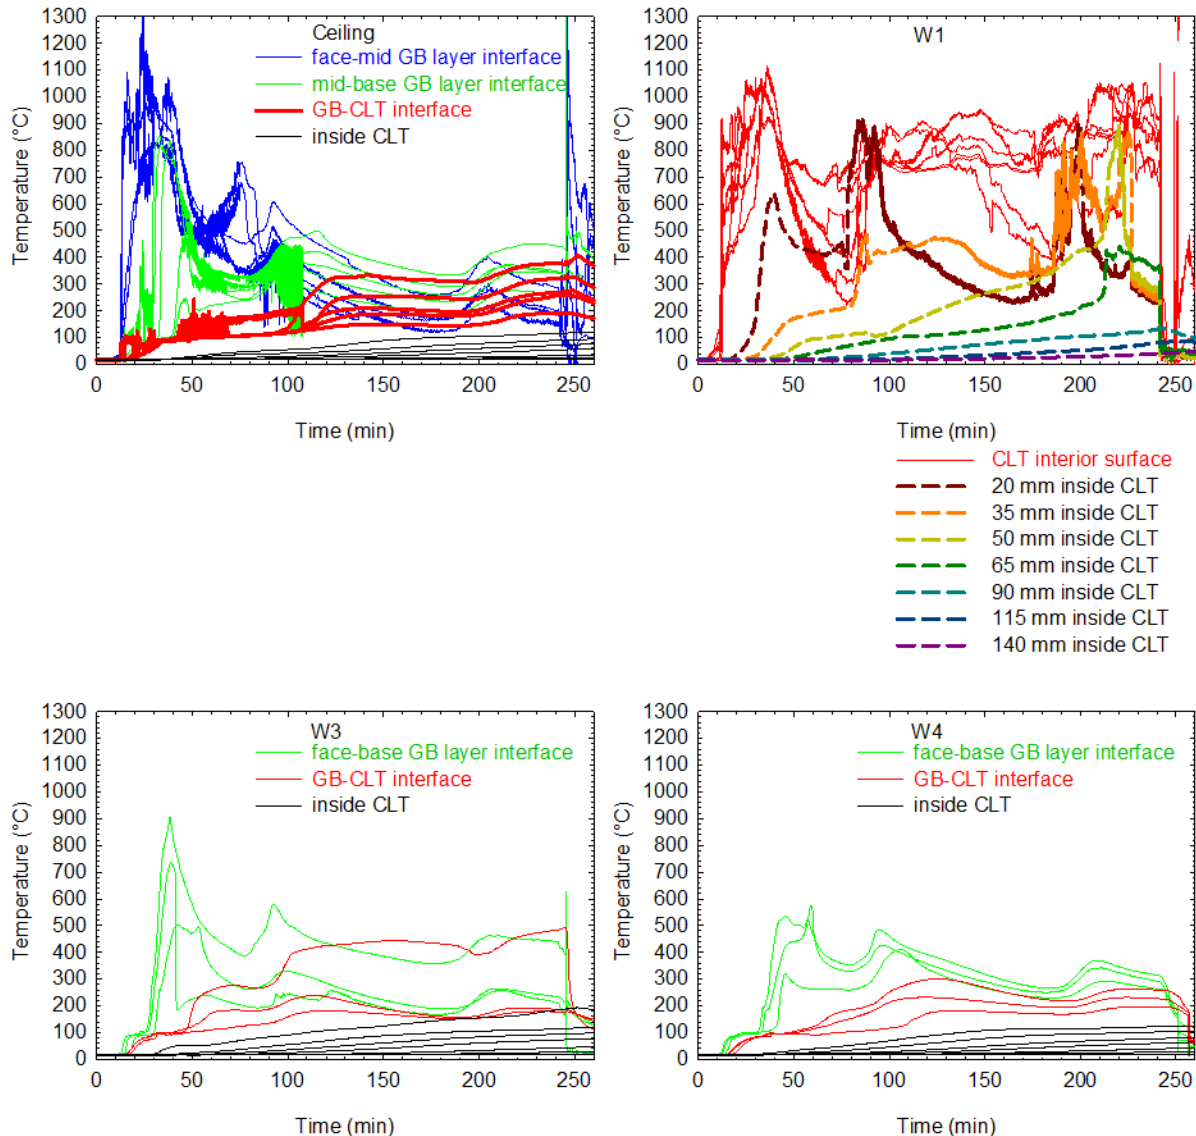 Ceiling
face-mid GB layer interface
mid-base GB layer interface
GB-CLT interface
inside CLT
Temperature (°C)
1300
1200
1100
1000
900
800
700
600
500
400
300
200
100
0
0 50 100 150 200 250
Time (min)
W1
Temperature (°C)
1300
1200
1100
1000
900
800
700
600
500
400
300
200
100
0
0 50 100 150 200 250
Time (min)
CLT interior surface
20 mm inside CLT
35 mm inside CLT
50 mm inside CLT
65 mm inside CLT
90 mm inside CLT
115 mm inside CLT
140 mm inside CLT
W3
face-base GB layer interface
GB-CLT interface
inside CLT
Temperature (°C)
1300
1200
1100
1000
900
800
700
600
500
400
300
200
100
0
0 50 100 150 200 250
Time (min)
W4
face-base GB layer interface
GB-CLT interface
inside CLT
Temperature (°C)
1300
1200
1100
1000
900
800
700
600
500
400
300
200
100
0
0 50 100 150 200 250
Time (min)